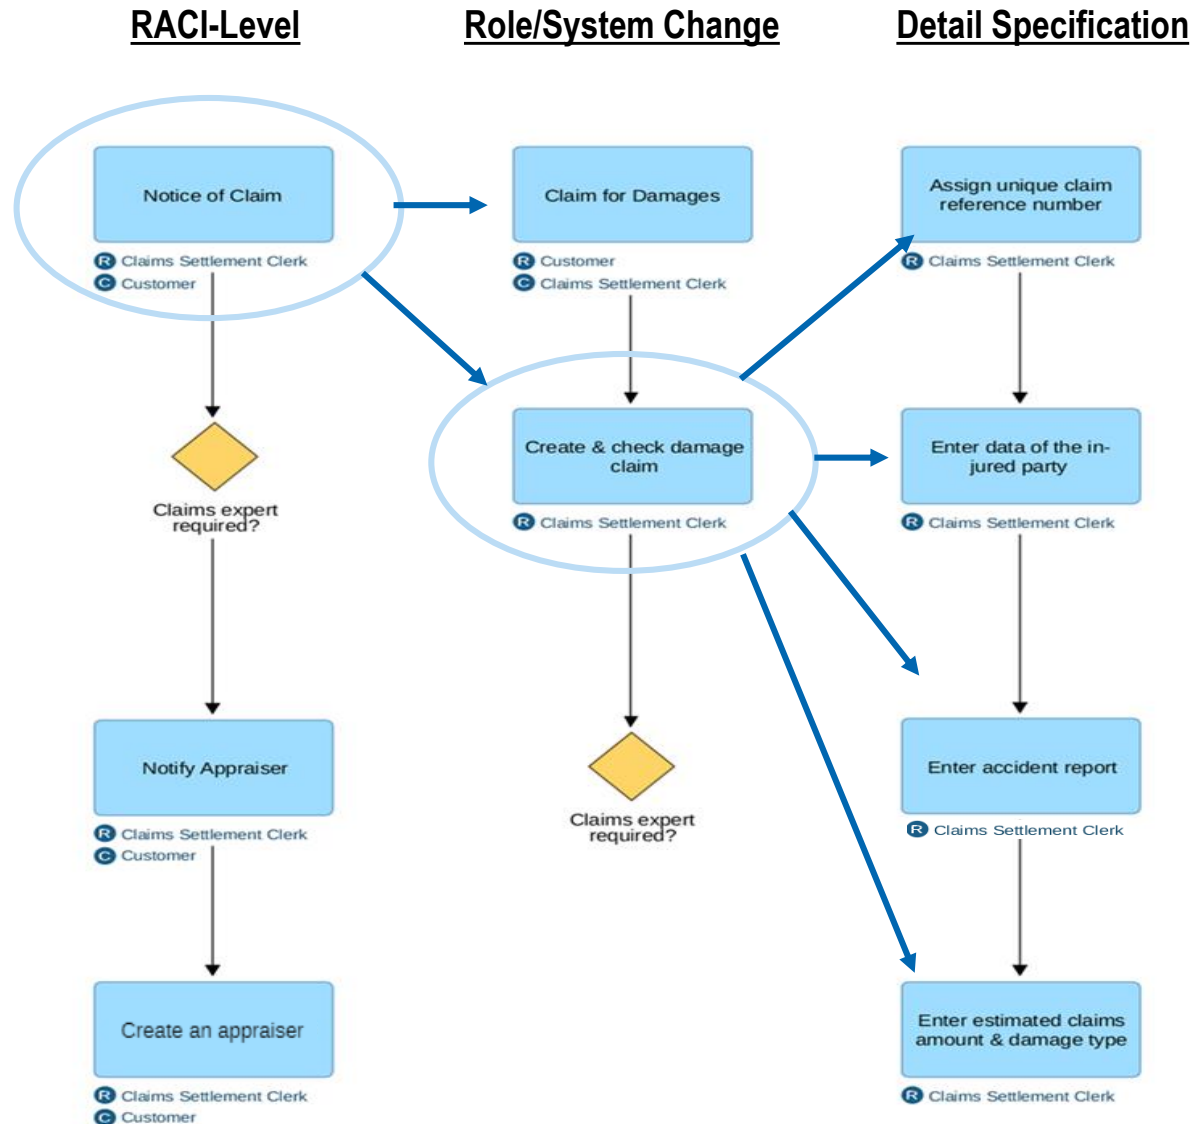 RACI-Level
Role/System Change
Detail Specification
Notice of Claim
R Claims Settlement Clerk
C Customer
Claims expert
required?
Notify Appraiser
R Claims Settlement Clerk
C Customer
Create an appraiser
R Claims Settlement Clerk
C Customer
Claim for Damages
R Customer
C Claims Settlement Clerk
Create & check damage
claim
R Claims Settlement Clerk
Claims expert
required?
Assign unique claim
reference number
R Claims Settlement Clerk
Enter data of the in-
jured party
R Claims Settlement Clerk
Enter accident report
R Claims Settlement Clerk
Enter estimated claims
amount & damage type
R Claims Settlement Clerk